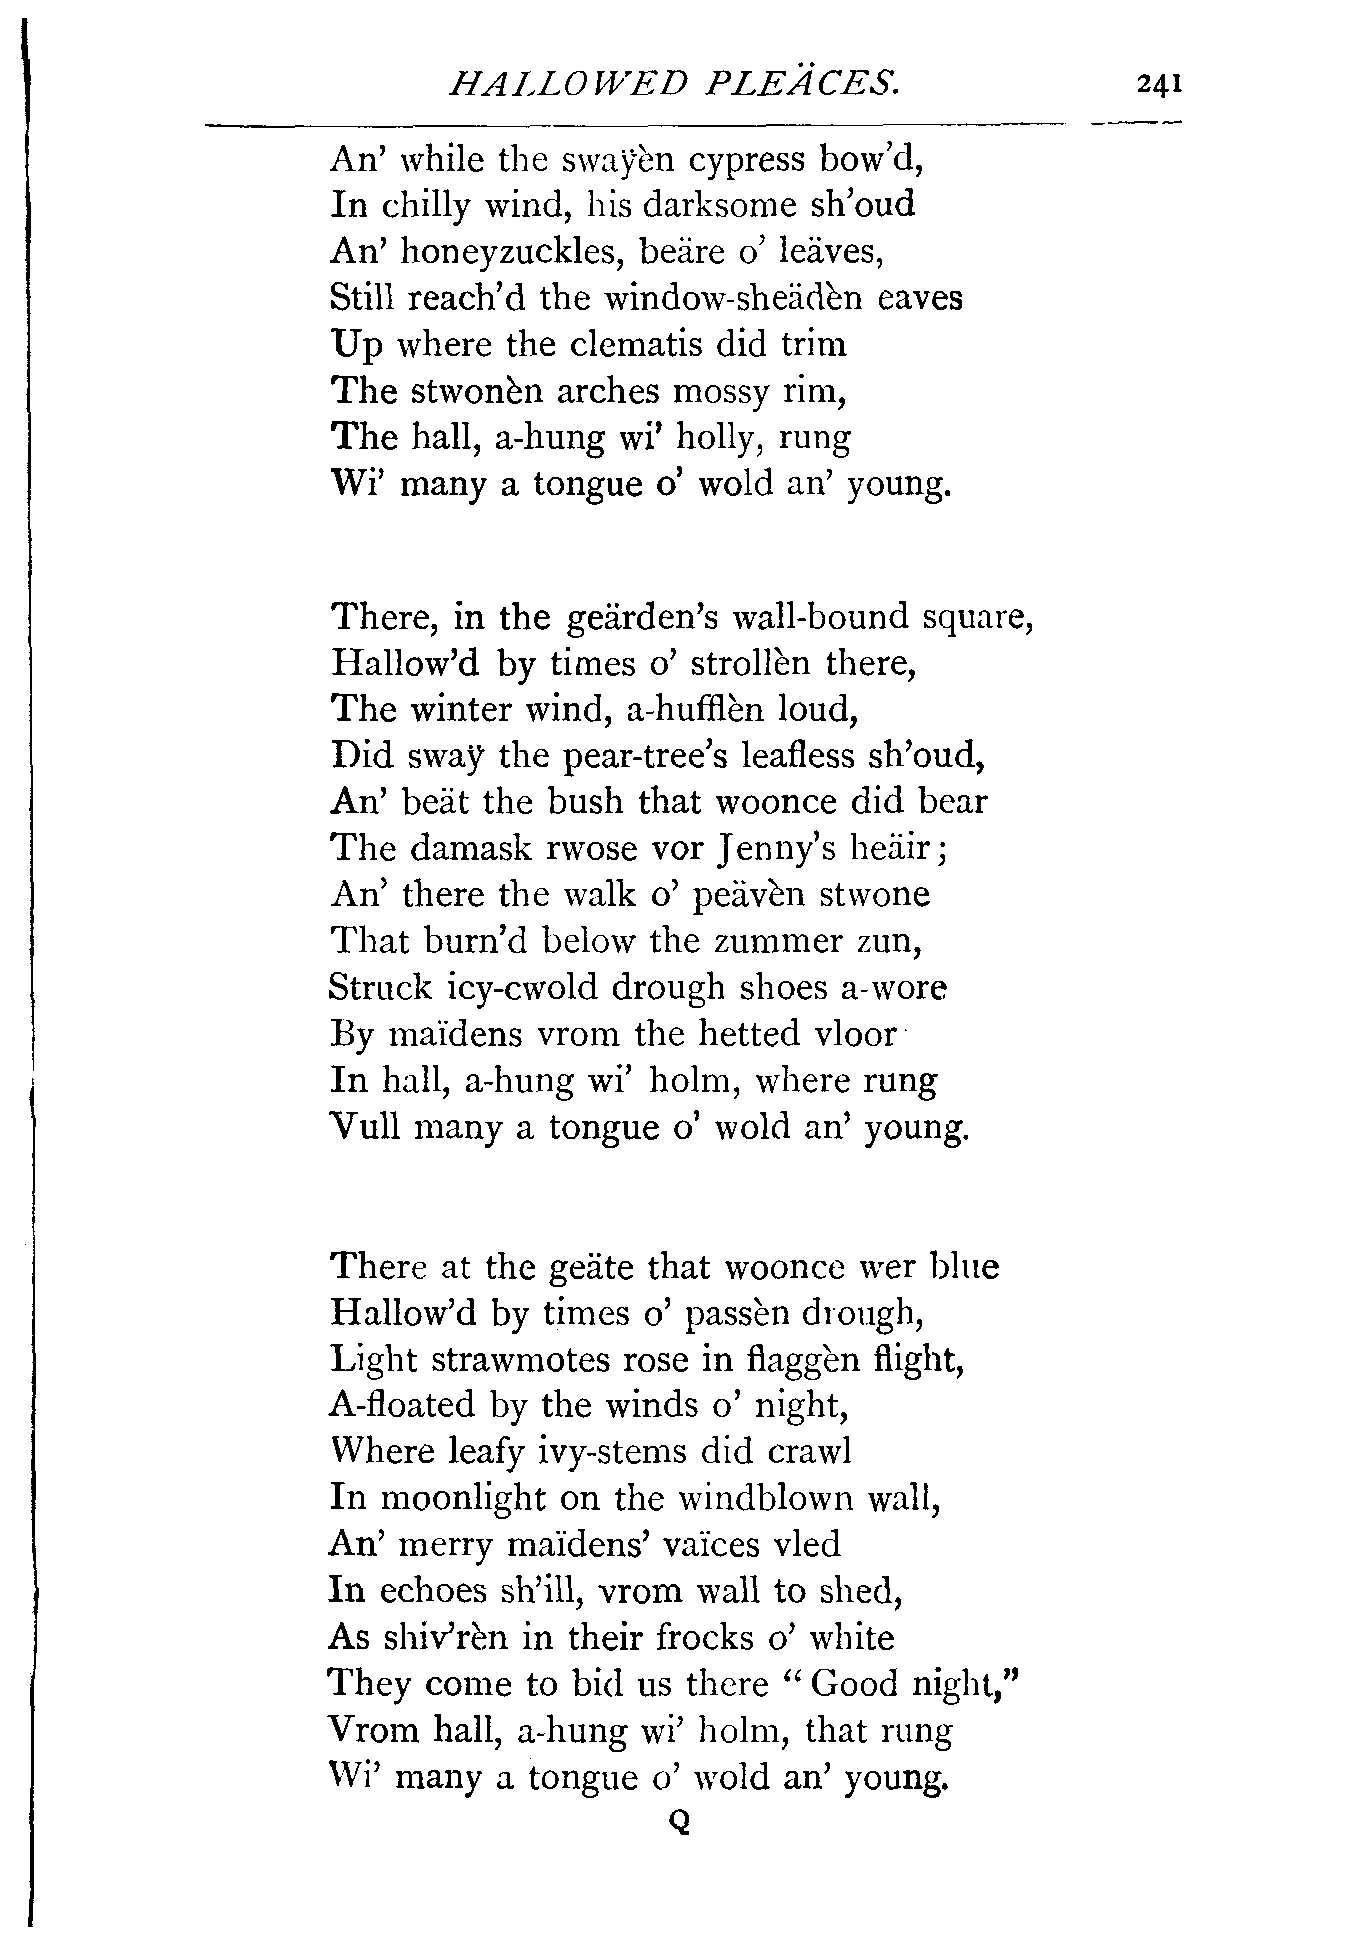 HALLOWED PLEÄCES. 241
An’ while the swaÿèn cypress bow’d,
In chilly wind, his darksome sh’oud
An’ honeyzuckles, beäre o’ leäves,
Still reach’d the window-sheädèn eaves
Up where the clematis did trim
The stwonèn arches mossy rim,
The hall, a-hung wi’ holly, rung
Wi’ many a tongue o’ wold an’ young.
There, in the geärden’s wall-bound square,
Hallow’d by times o’ strollèn there,
The winter wind, a-hufflèn loud,
Did swaÿ the pear-tree’s leafless sh’oud,
An’ beät the bush that woonce did bear
The damask rwose vor Jenny’s heäir;
An’ there the walk o’ peävèn stwone
That burn’d below the zummer zun,
Struck icy-cwold drough shoes a-wore
By maïdens vrom the hetted vloor
In hall, a-hung wi’ holm, where rung
Vull many a tongue o’ wold an’ young.
There at the geäte that woonce wer blue
Hallow’d by times o’ passèn drough,
Light strawmotes rose in flaggèn flight,
A-floated by the winds o’ night,
Where leafy ivy-stems did crawl
In moonlight on the windblown wall,
An’ merry maïdens’ vaïces vled
In echoes sh’ill, vrom wall to shed,
As shiv’rèn in their frocks o’ white
They come to bid us there “ Good night,”
Vrom hall, a-hung wi’ holm, that rung
Wi’ many a tongue o’ wold an’ young.
Q